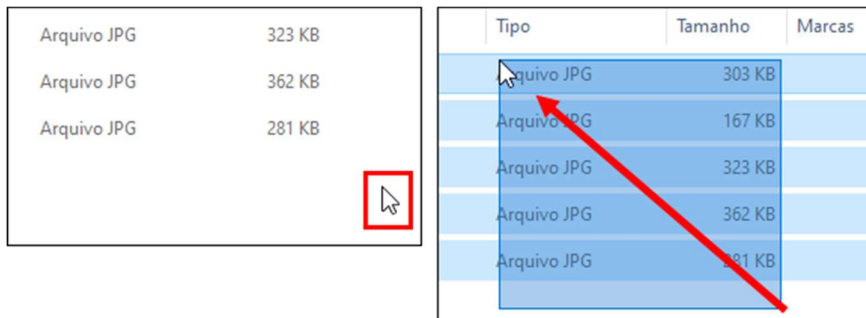 Arquivo JPG 323 KB
Arquivo JPG 362 KB
Arquivo JPG 281 KB
Tipo Tamanho Marcas
Arquivo JPG 303 KB
Arquivo JPG 167 KB
Arquivo JPG 323 KB
Arquivo JPG 362 KB
Arquivo JPG 281 KB